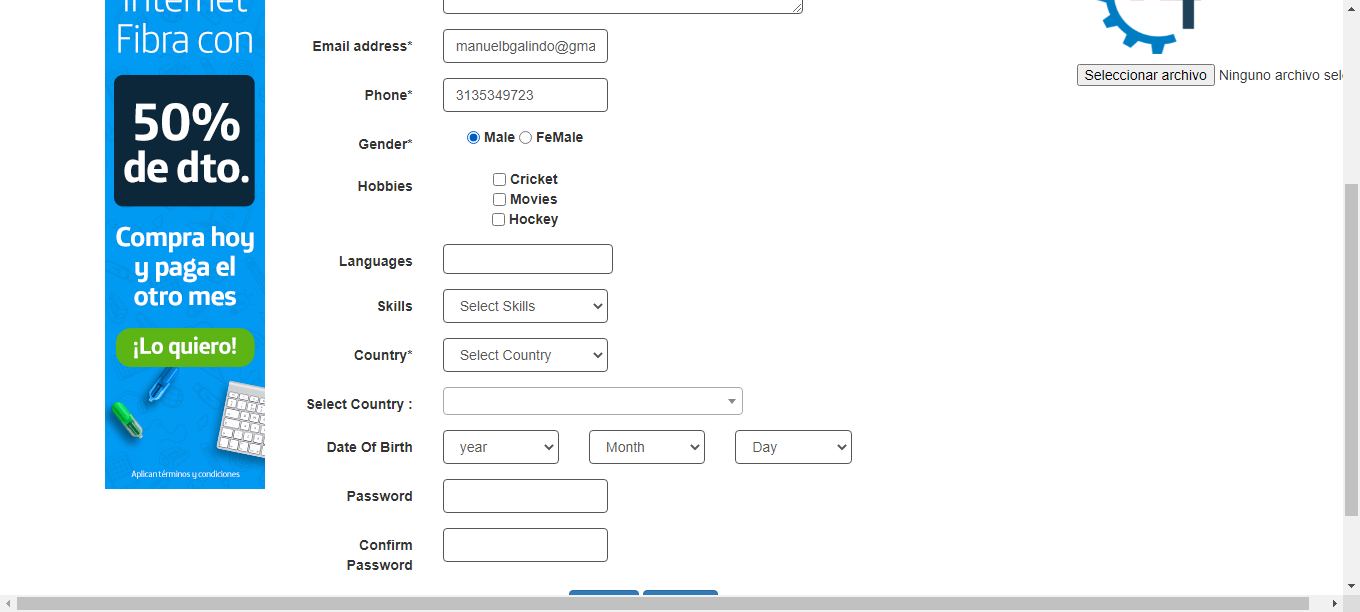 Internet
Fibra con
50%
de dto.
Compra hoy
y paga el
otro mes
¡Lo quiero!
Aplican términos y condiciones
Email address*
manuelbgalindo@gma
Phone*
3135349723
Gender*
Male FeMale
Hobbies
Cricket
Movies
Hockey
Languages
Skills
Select Skills
Country*
Select Country
Select Country :
Date Of Birth
year Month Day
Password
Confirm
Password
Seleccionar archivo Ninguno archivo sel